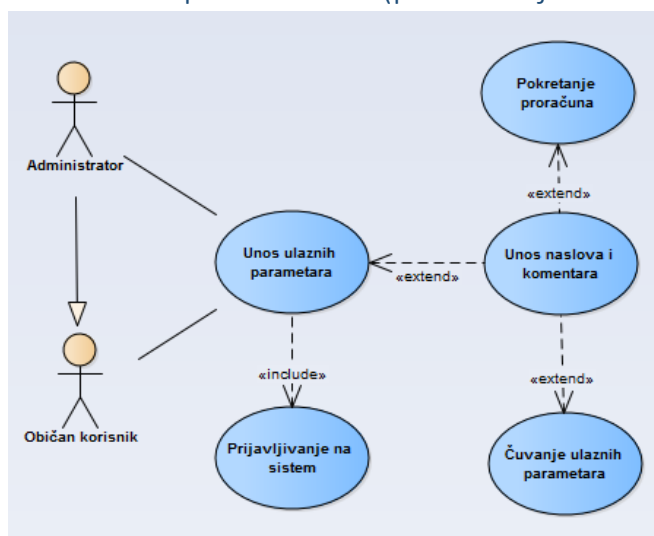 Pokretanje
proračuna
Administrator
«extend»
Unos ulaznih
parametara
Unos naslova i
komentara
«extend»
«include»
«extend»
Običan korisnik
Prijavljivanje na
sistem
Čuvanje ulaznih
parametara